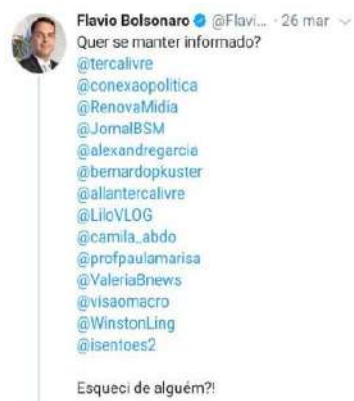 Flavio Bolsonaro @Flavi... · 26 mar
Quer se manter informado?
@tercalivre
@conexaopolitica
@RenovaMidia
@JornalBSM
@alexandregarcia
@bernardopkuster
@allantercalivre
@LiloVLOG
@camila_abdo
@profpaulamarisa
@ValeriaBnews
@visaomacro
@WinstonLing
@isentoes2
Esqueci de alguém?!